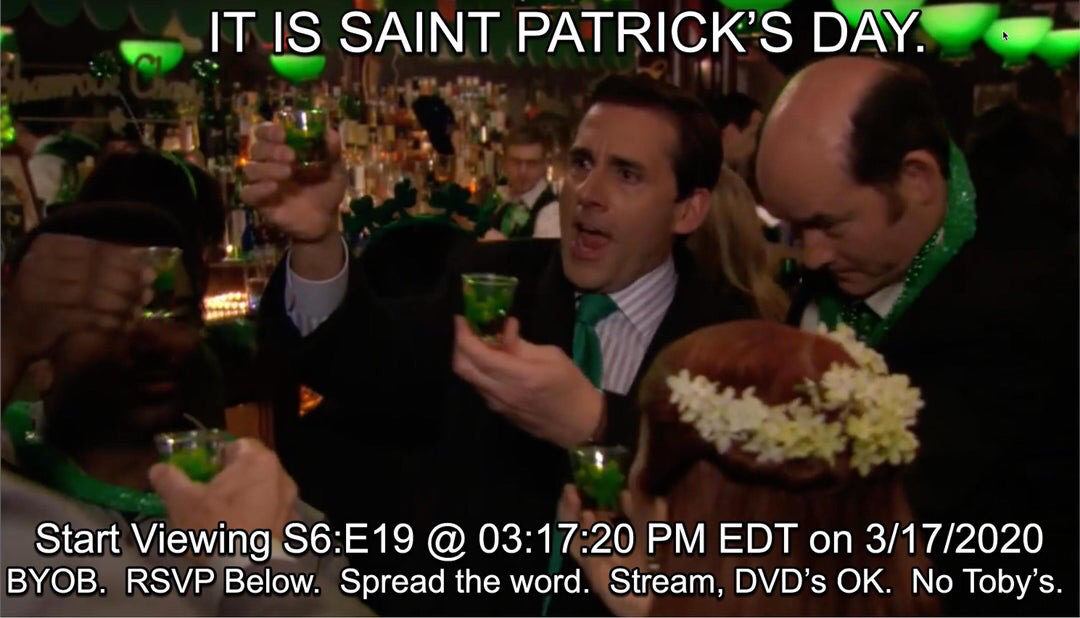 IT IS SAINT PATRICK'S DAY.
Start Viewing S6:E19 @ 03:17:20 PM EDT on 3/17/2020
BYOB.  RSVP Below.  Spread the word.  Stream, DVD's OK.  No Toby's.